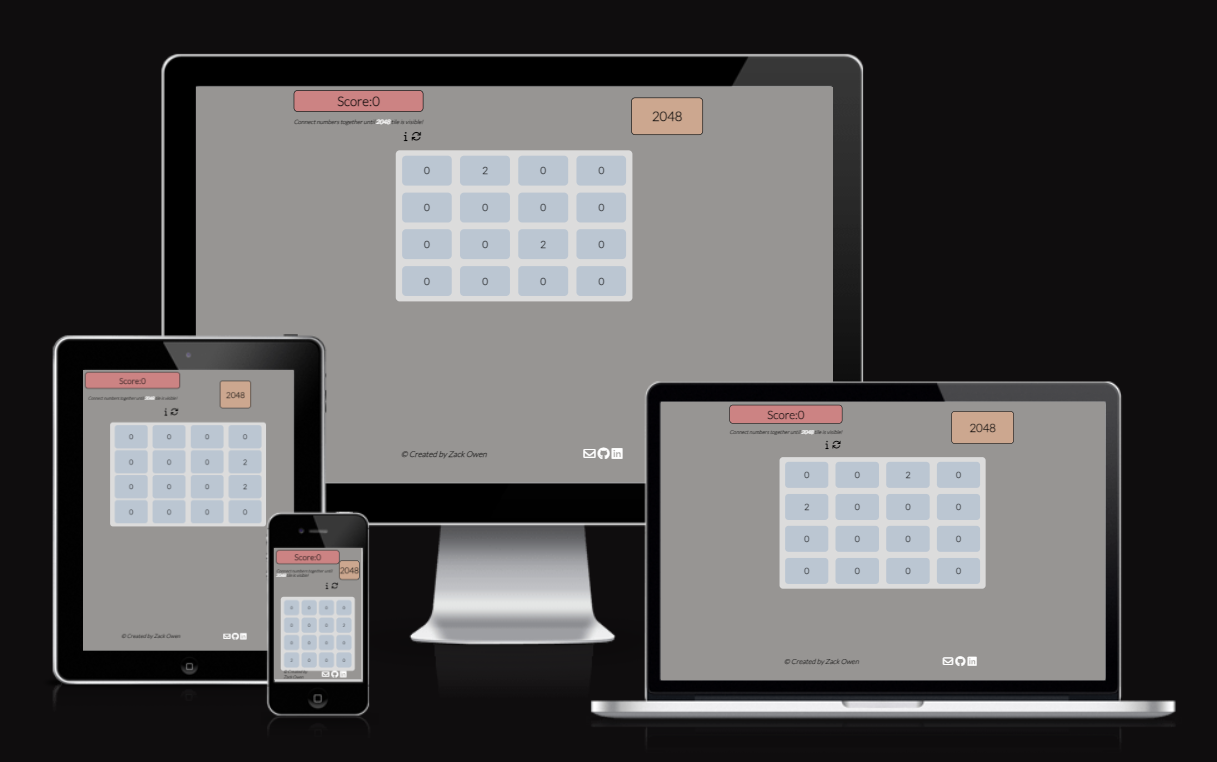 Score:0
2048
Connect numbers together until 2048 tile is visible!
0 2 0 0
0 0 0 0
0 0 2 0
0 0 0 0
© Created by Zack Owen
Score:0
2048
Connect numbers together until 2048 tile is visible!
0 0 0 0
0 0 0 2
0 0 0 2
0 0 0 0
© Created by Zack Owen
Score:0
2048
Connect numbers together until
2048 tile is visible!
© Created by
Zack Owen
Score:0
2048
Connect numbers together until 2048 tile is visible!
0 0 2 0
2 0 0 0
0 0 0 0
0 0 0 0
© Created by Zack Owen